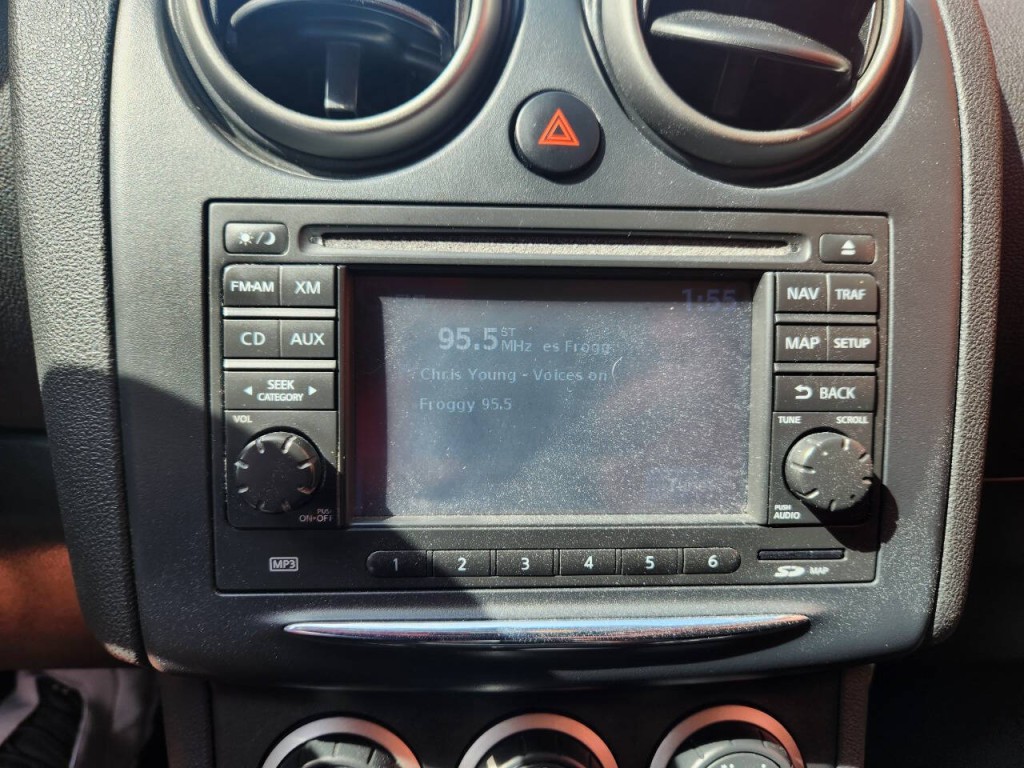 FM·AM XM
CD AUX
SEEK
CATEGORY
VOL
PUSH
ON·OFF
1:55
95.5 ST
MHz es Frogg
Chris Young - Voices on
Froggy 95.5
NAV TRAF
MAP SETUP
BACK
TUNE SCROLL
PUSH
AUDIO
MP3
1 2 3 4 5 6
SD MAP